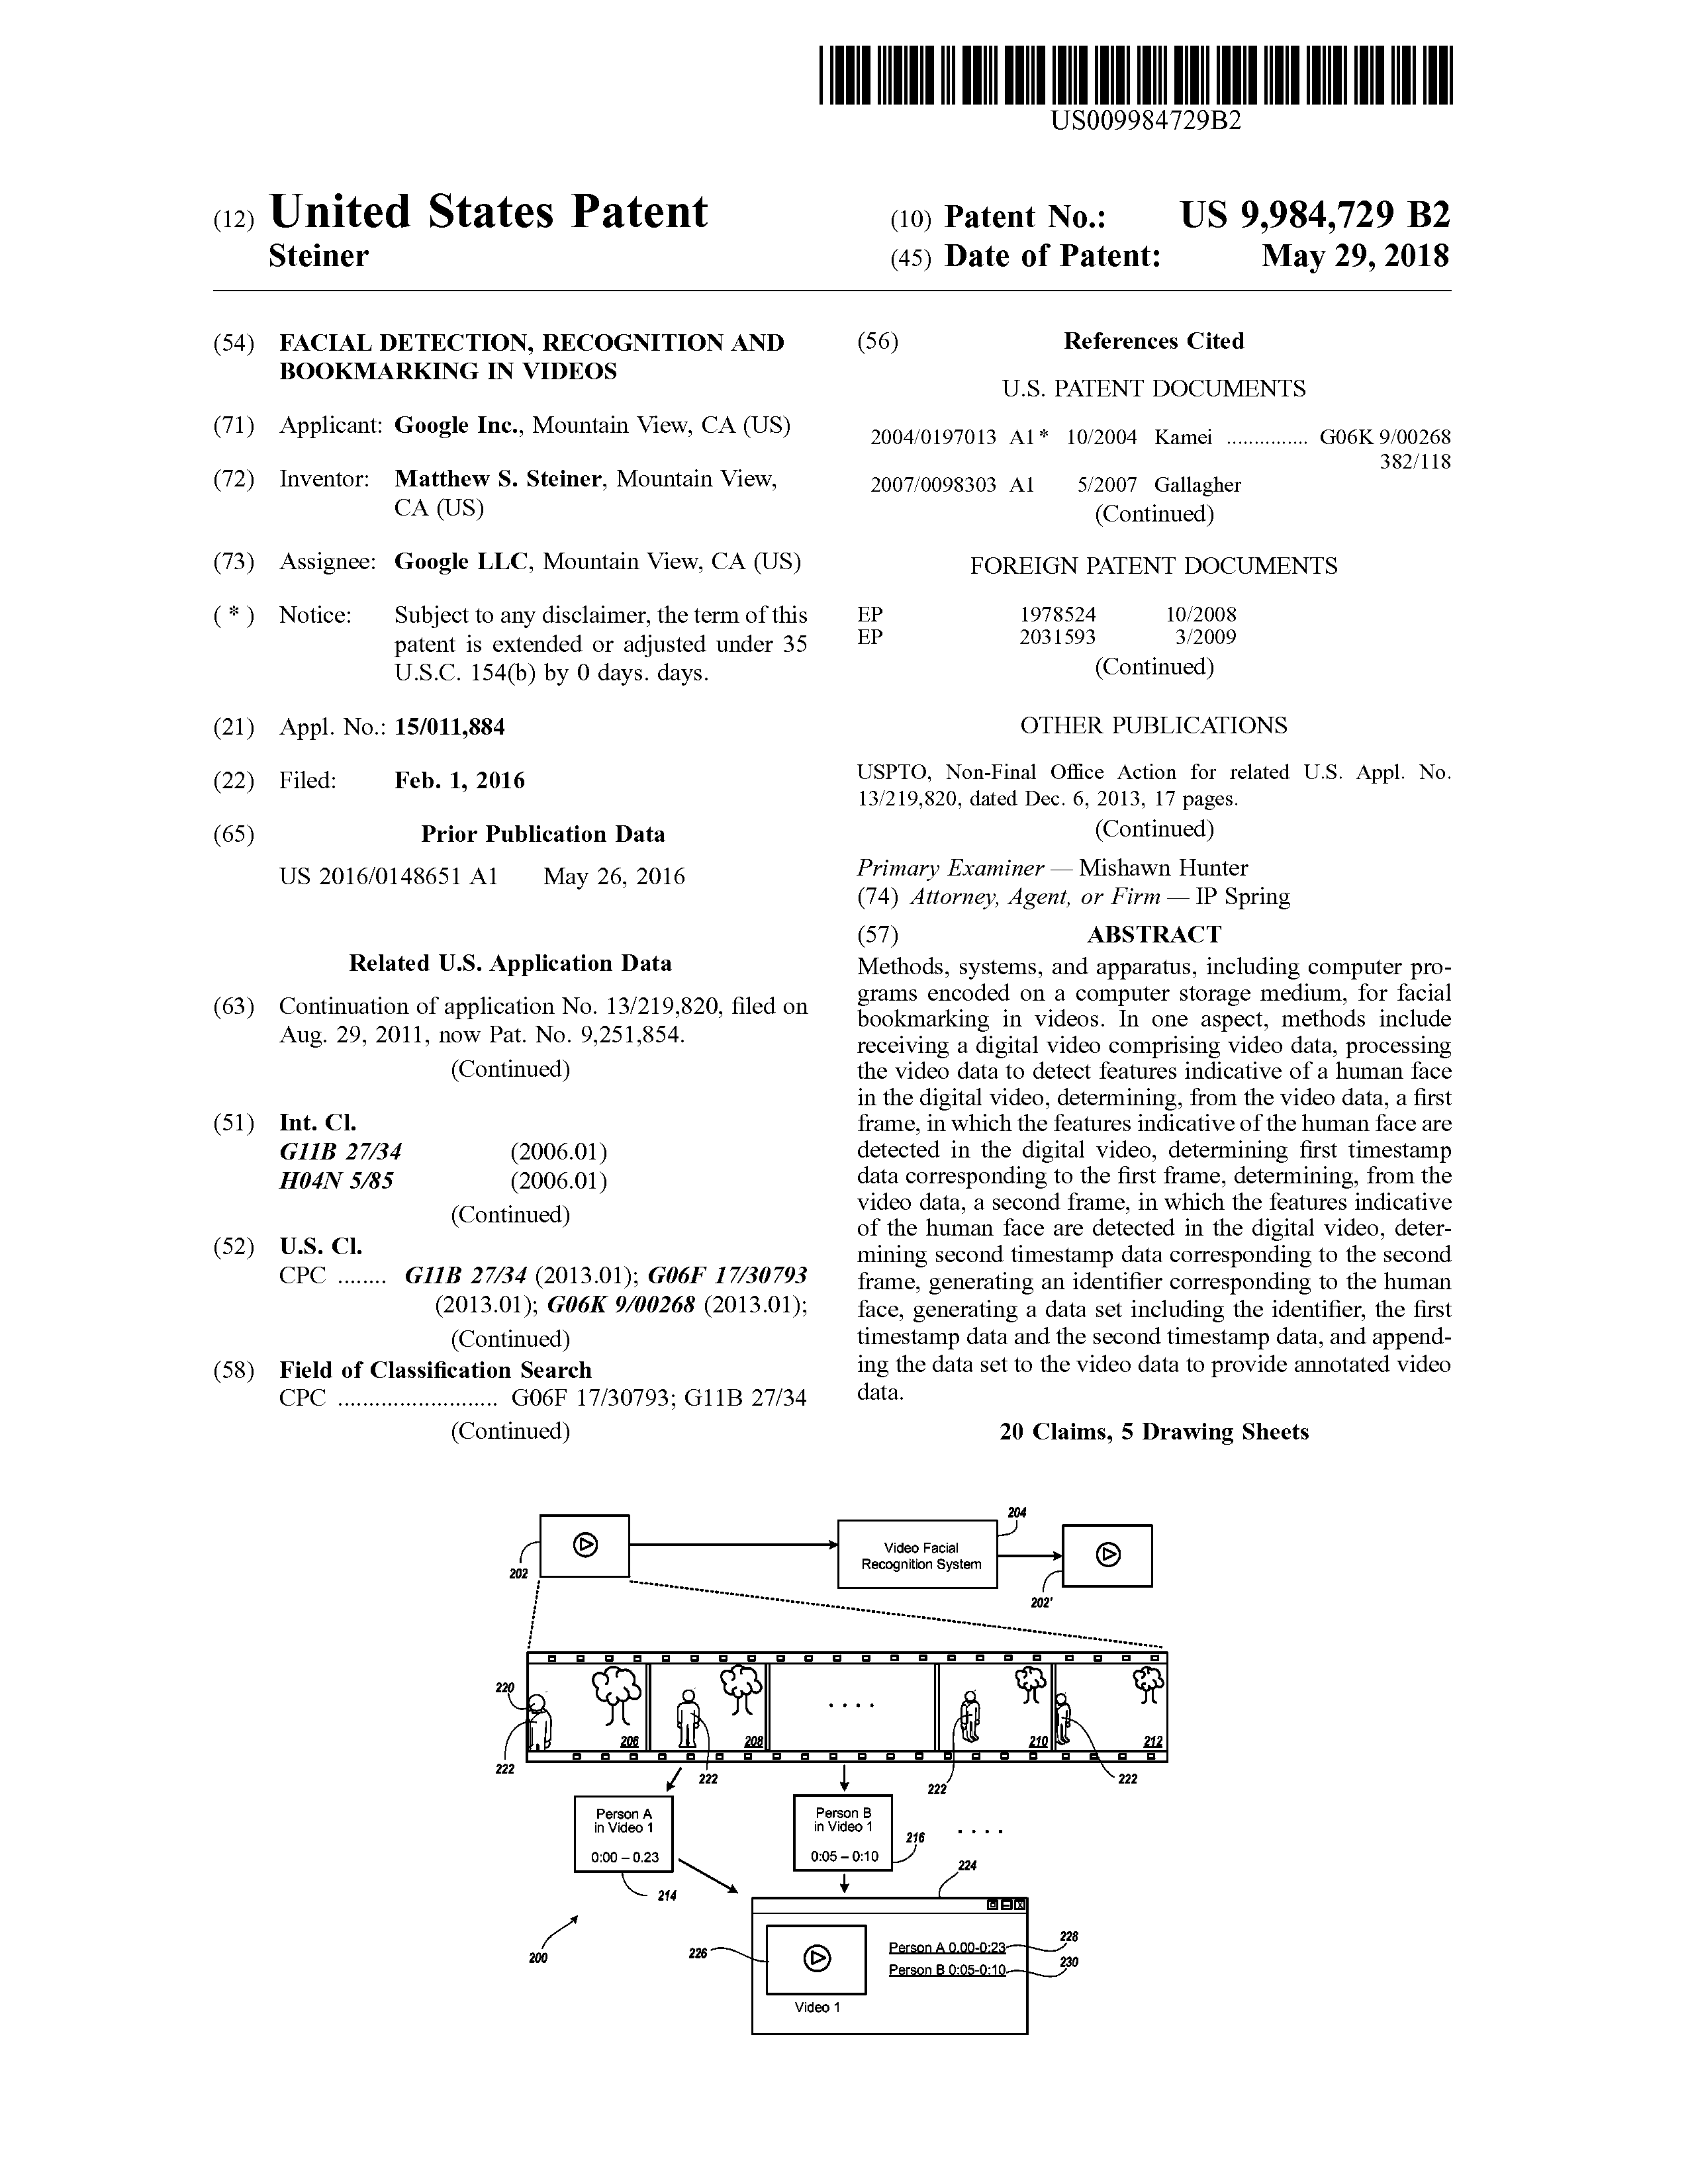 US009984729B2
(12) United States Patent
Steiner
(10) Patent No.: US 9,984,729 B2
(45) Date of Patent: May 29, 2018
(54) FACIAL DETECTION, RECOGNITION AND
BOOKMARKING IN VIDEOS
(71) Applicant: Google Inc., Mountain View, CA (US)
(72) Inventor: Matthew S. Steiner, Mountain View,
CA (US)
(73) Assignee: Google LLC, Mountain View, CA (US)
( * ) Notice: Subject to any disclaimer, the term of this
patent is extended or adjusted under 35
U.S.C. 154(b) by 0 days. days.
(21) Appl. No.: 15/011,884
(22) Filed: Feb. 1, 2016
(65) Prior Publication Data
US 2016/0148651 A1 May 26, 2016
Related U.S. Application Data
(63) Continuation of application No. 13/219,820, filed on
Aug. 29, 2011, now Pat. No. 9,251,854.
(Continued)
(51) Int. Cl.
G11B 27/34 (2006.01)
H04N 5/85 (2006.01)
(Continued)
(52) U.S. Cl.
CPC ........ G11B 27/34 (2013.01); G06F 17/30793
(2013.01); G06K 9/00268 (2013.01);
(Continued)
(58) Field of Classification Search
CPC .......................... G06F 17/30793; G11B 27/34
(Continued)
(56) References Cited
U.S. PATENT DOCUMENTS
2004/0197013 A1* 10/2004 Kamei ............... G06K 9/00268
382/118
2007/0098303 A1 5/2007 Gallagher
(Continued)
FOREIGN PATENT DOCUMENTS
EP 1978524 10/2008
EP 2031593 3/2009
(Continued)
OTHER PUBLICATIONS
USPTO, Non-Final Office Action for related U.S. Appl. No.
13/219,820, dated Dec. 6, 2013, 17 pages.
(Continued)
Primary Examiner — Mishawn Hunter
(74) Attorney, Agent, or Firm — IP Spring
(57) ABSTRACT
Methods, systems, and apparatus, including computer pro-
grams encoded on a computer storage medium, for facial
bookmarking in videos. In one aspect, methods include
receiving a digital video comprising video data, processing
the video data to detect features indicative of a human face
in the digital video, determining, from the video data, a first
frame, in which the features indicative of the human face are
detected in the digital video, determining first timestamp
data corresponding to the first frame, determining, from the
video data, a second frame, in which the features indicative
of the human face are detected in the digital video, deter-
mining second timestamp data corresponding to the second
frame, generating an identifier corresponding to the human
face, generating a data set including the identifier, the first
timestamp data and the second timestamp data, and append-
ing the data set to the video data to provide annotated video
data.
20 Claims, 5 Drawing Sheets
204
Video Facial
Recognition System
202
202'
220
206
208
210
212
222
222
222
222
Person A
in Video 1
0:00 – 0.23
Person B
in Video 1
0:05 – 0:10
. . . .
216
214
224
200
226
Person A 0.00-0:23
228
Person B 0:05-0:10
230
Video 1